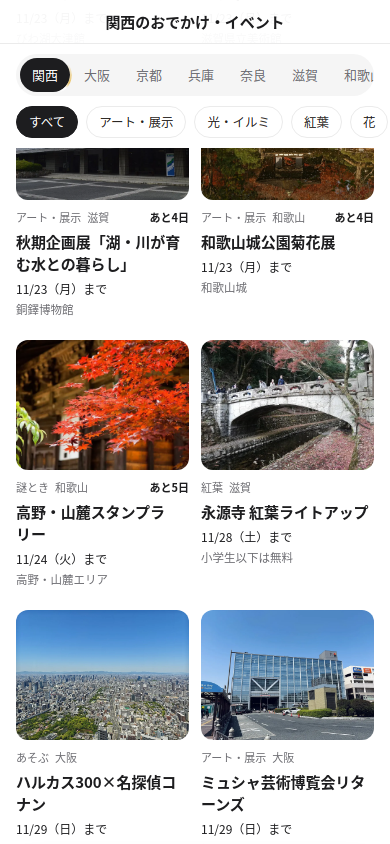 関西のおでかけ・イベント
関西 大阪 京都 兵庫 奈良 滋賀 和歌山
すべて アート・展示 光・イルミ 紅葉 花
アート・展示 滋賀 あと4日
秋期企画展「湖・川が育
む水との暮らし」
11/23（月）まで
銅鐸博物館
アート・展示 和歌山 あと4日
和歌山城公園菊花展
11/23（月）まで
和歌山城
謎とき 和歌山 あと5日
高野・山麓スタンプラ
リー
11/24（火）まで
高野・山麓エリア
紅葉 滋賀
永源寺 紅葉ライトアップ
11/28（土）まで
小学生以下は無料
あそぶ 大阪
ハルカス300×名探偵コ
ナン
11/29（日）まで
アート・展示 大阪
ミュシャ芸術博覧会リタ
ーンズ
11/29（日）まで